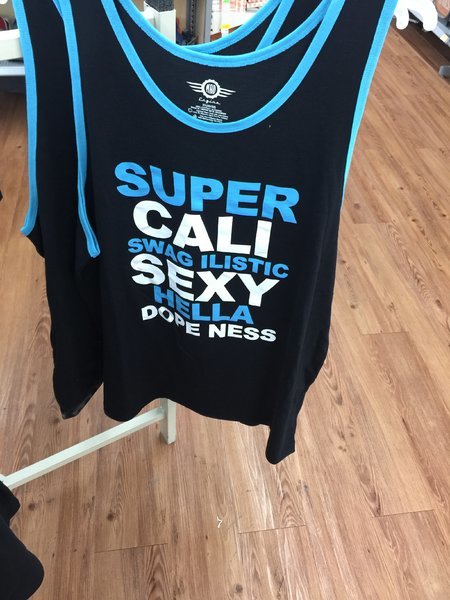 SUPER
CALI
SWAG ILISTIC
SEXY
HELLA
DOPE NESS